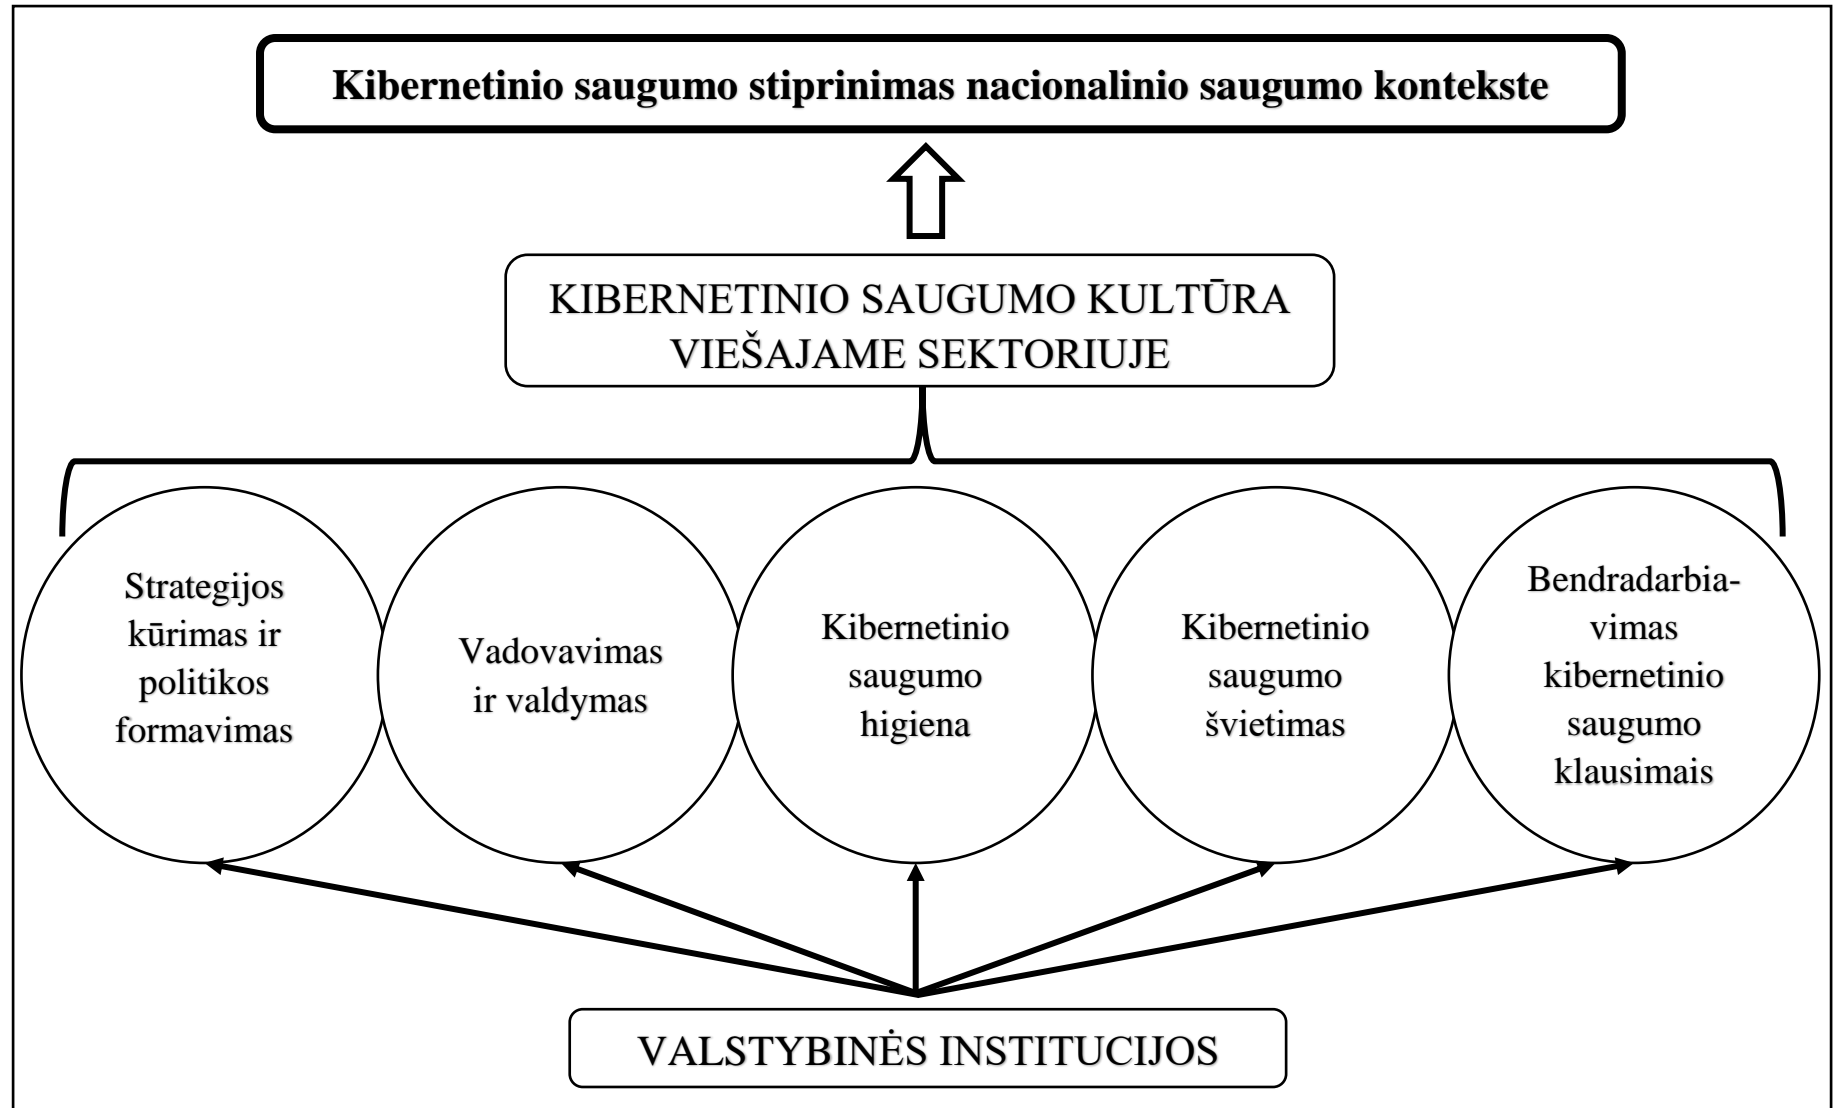 Kibernetinio saugumo stiprinimas nacionalinio saugumo kontekste
KIBERNETINIO SAUGUMO KULTŪRA
VIEŠAJAME SEKTORIUJE
Strategijos
kūrimas ir
politikos
formavimas
Vadovavimas
ir valdymas
Kibernetinio
saugumo
higiena
Kibernetinio
saugumo
švietimas
Bendradarbia-
vimas
kibernetinio
saugumo
klausimais
VALSTYBINĖS INSTITUCIJOS